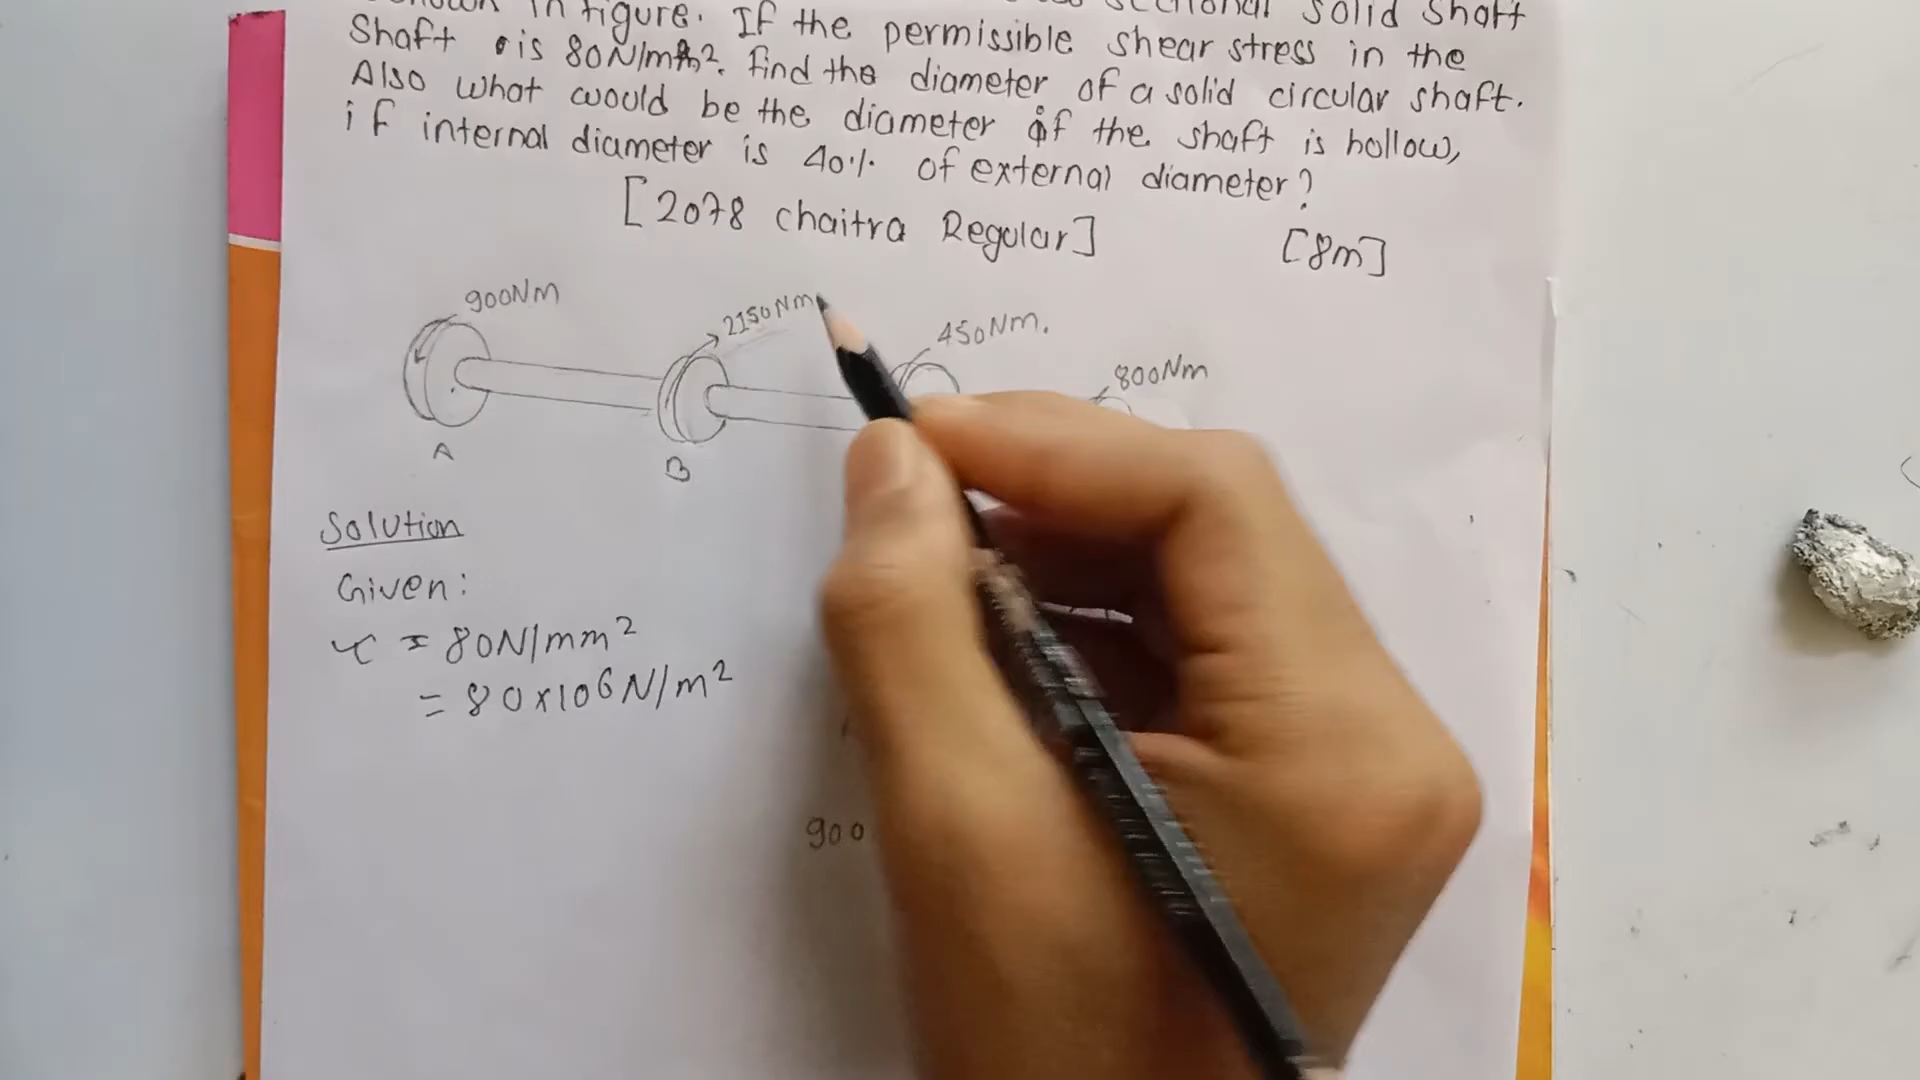 in figure. If the permissible shear stress in the
shaft is 80N/mm². find the diameter of a solid circular shaft.
Also what would be the diameter if the shaft is hollow,
if internal diameter is 40% of external diameter?
[2078 chaitra Regular] [8m]
900NM
2150NM
450NM.
800Nm
A
B
Solution
Given:
τ = 80N/mm²
= 80x106N/m²
900